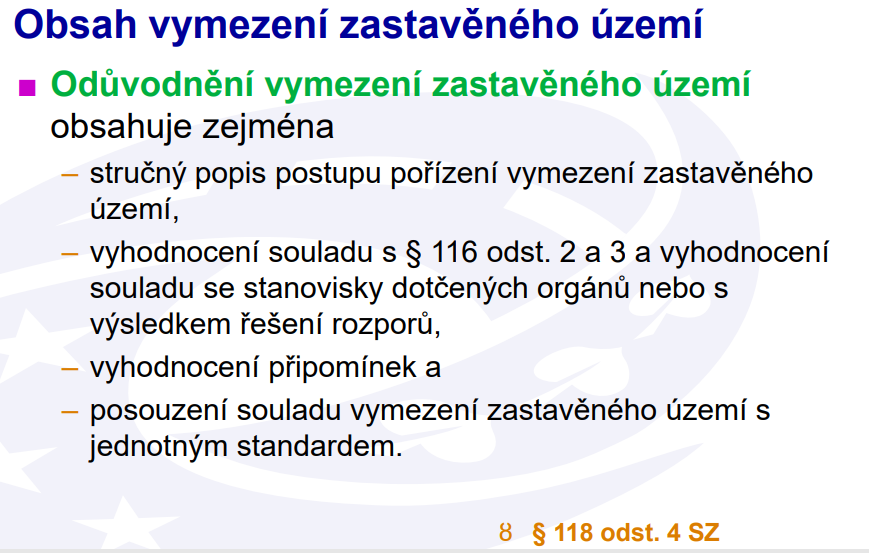 Obsah vymezení zastavěného území
Odůvodnění vymezení zastavěného území
obsahuje zejména
– stručný popis postupu pořízení vymezení zastavěného
území,
– vyhodnocení souladu s § 116 odst. 2 a 3 a vyhodnocení
souladu se stanovisky dotčených orgánů nebo s
výsledkem řešení rozporů,
– vyhodnocení připomínek a
– posouzení souladu vymezení zastavěného území s
jednotným standardem.
8 § 118 odst. 4 SZ